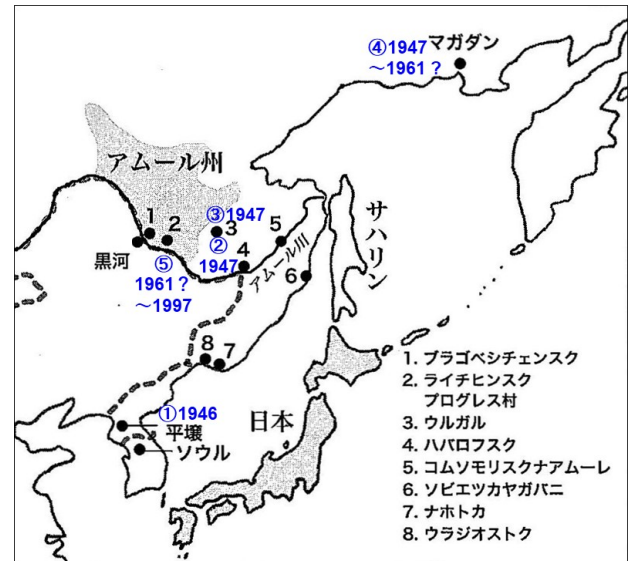 ④1947 マガダン
～1961？
アムール州
サハリン
1
2
③1947
3
5
黒河
②
⑤
1947
4
アムール川
6
1961？
～1997
8
7
①1946
平壌
ソウル
日本
1. ブラゴベシチェンスク
2. ライチヒンスク
プログレス村
3. ウルガル
4. ハバロフスク
5. コムソモリスクナアムーレ
6. ソビエツカヤガバニ
7. ナホトカ
8. ウラジオストク